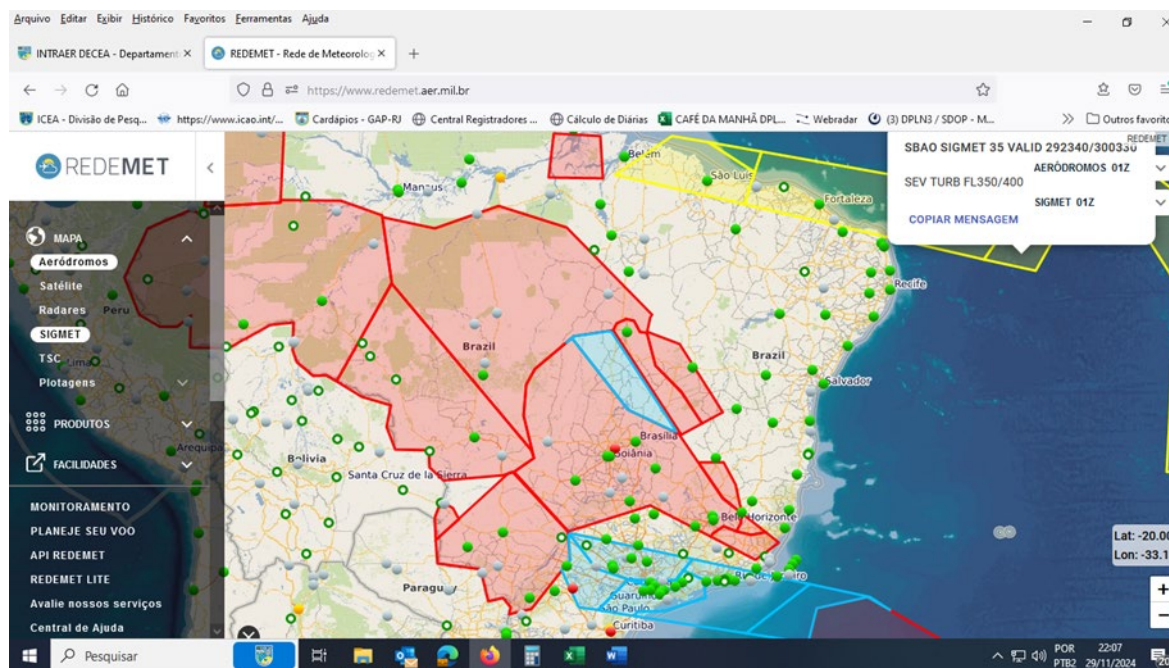 Arquivo Editar Exibir Histórico Favoritos Ferramentas Ajuda
INTRAER DECEA - Departament
REDEMET - Rede de Meteorolog
https://www.redemet.aer.mil.br
ICEA - Divisão de Pesq...
https://www.icao.int/...
Cardápios - GAP-RJ
Central Registradores ...
Cálculo de Diárias
CAFÉ DA MANHÃ DPL...
Webradar
(3) DPLN3 / SDOP - M...
Outros favorito
REDEMET
REDEMET
SBAO SIGMET 35 VALID 292340/300330
SEV TURB FL350/400
COPIAR MENSAGEM
AERÓDROMOS 01Z
SIGMET 01Z
MAPA
Aeródromos
Satélite
Radares
SIGMET
TSC
Plotagens
PRODUTOS
FACILIDADES
MONITORAMENTO
PLANEJE SEU VOO
API REDEMET
REDEMET LITE
Avalie nossos serviços
Central de Ajuda
Belém
Manaus
São Luís
Fortaleza
Peru
Recife
Brazil
Brazil
Lima
Salvador
Brasília
Arequipa
Bolivia
Goiânia
Santa Cruz de la Sierra
Belo Horizonte
Paraguay
Guarulhos
São Paulo
Curitiba
Lat: -20.00
Lon: -33.1
+
−
Pesquisar
POR
PTB2
22:07
29/11/2024